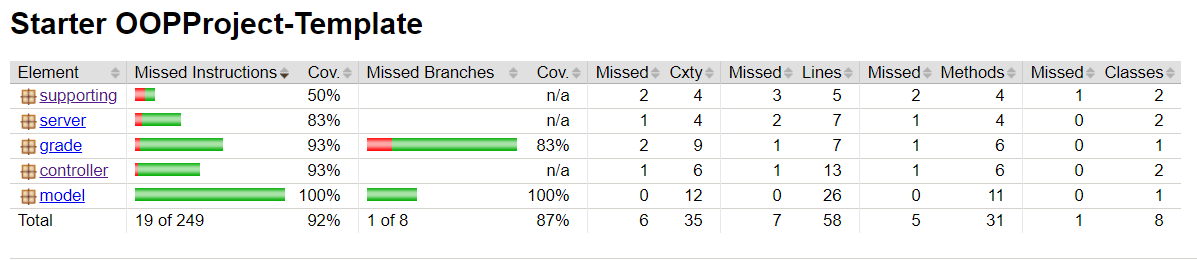 Starter OOPProject-Template
Element Missed Instructions Cov. Missed Branches Cov. Missed Cxty Missed Lines Missed Methods Missed Classes
supporting 50% n/a 2 4 3 5 2 4 1 2
server 83% n/a 1 4 2 7 1 4 0 2
grade 93% 83% 2 9 1 7 1 6 0 1
controller 93% n/a 1 6 1 13 1 6 0 2
model 100% 100% 0 12 0 26 0 11 0 1
Total 19 of 249 92% 1 of 8 87% 6 35 7 58 5 31 1 8